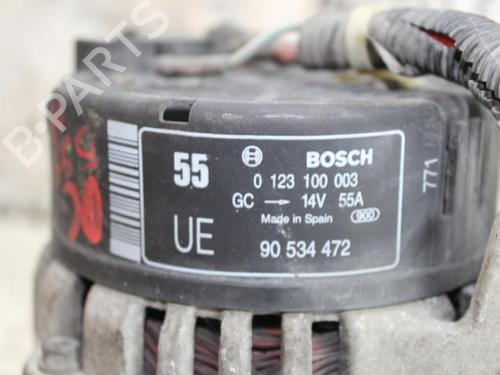 B-PARTS
55
BOSCH
0 123 100 003
GC → 14V 55A
Made in Spain 900
UE 90 534 472
771
OK